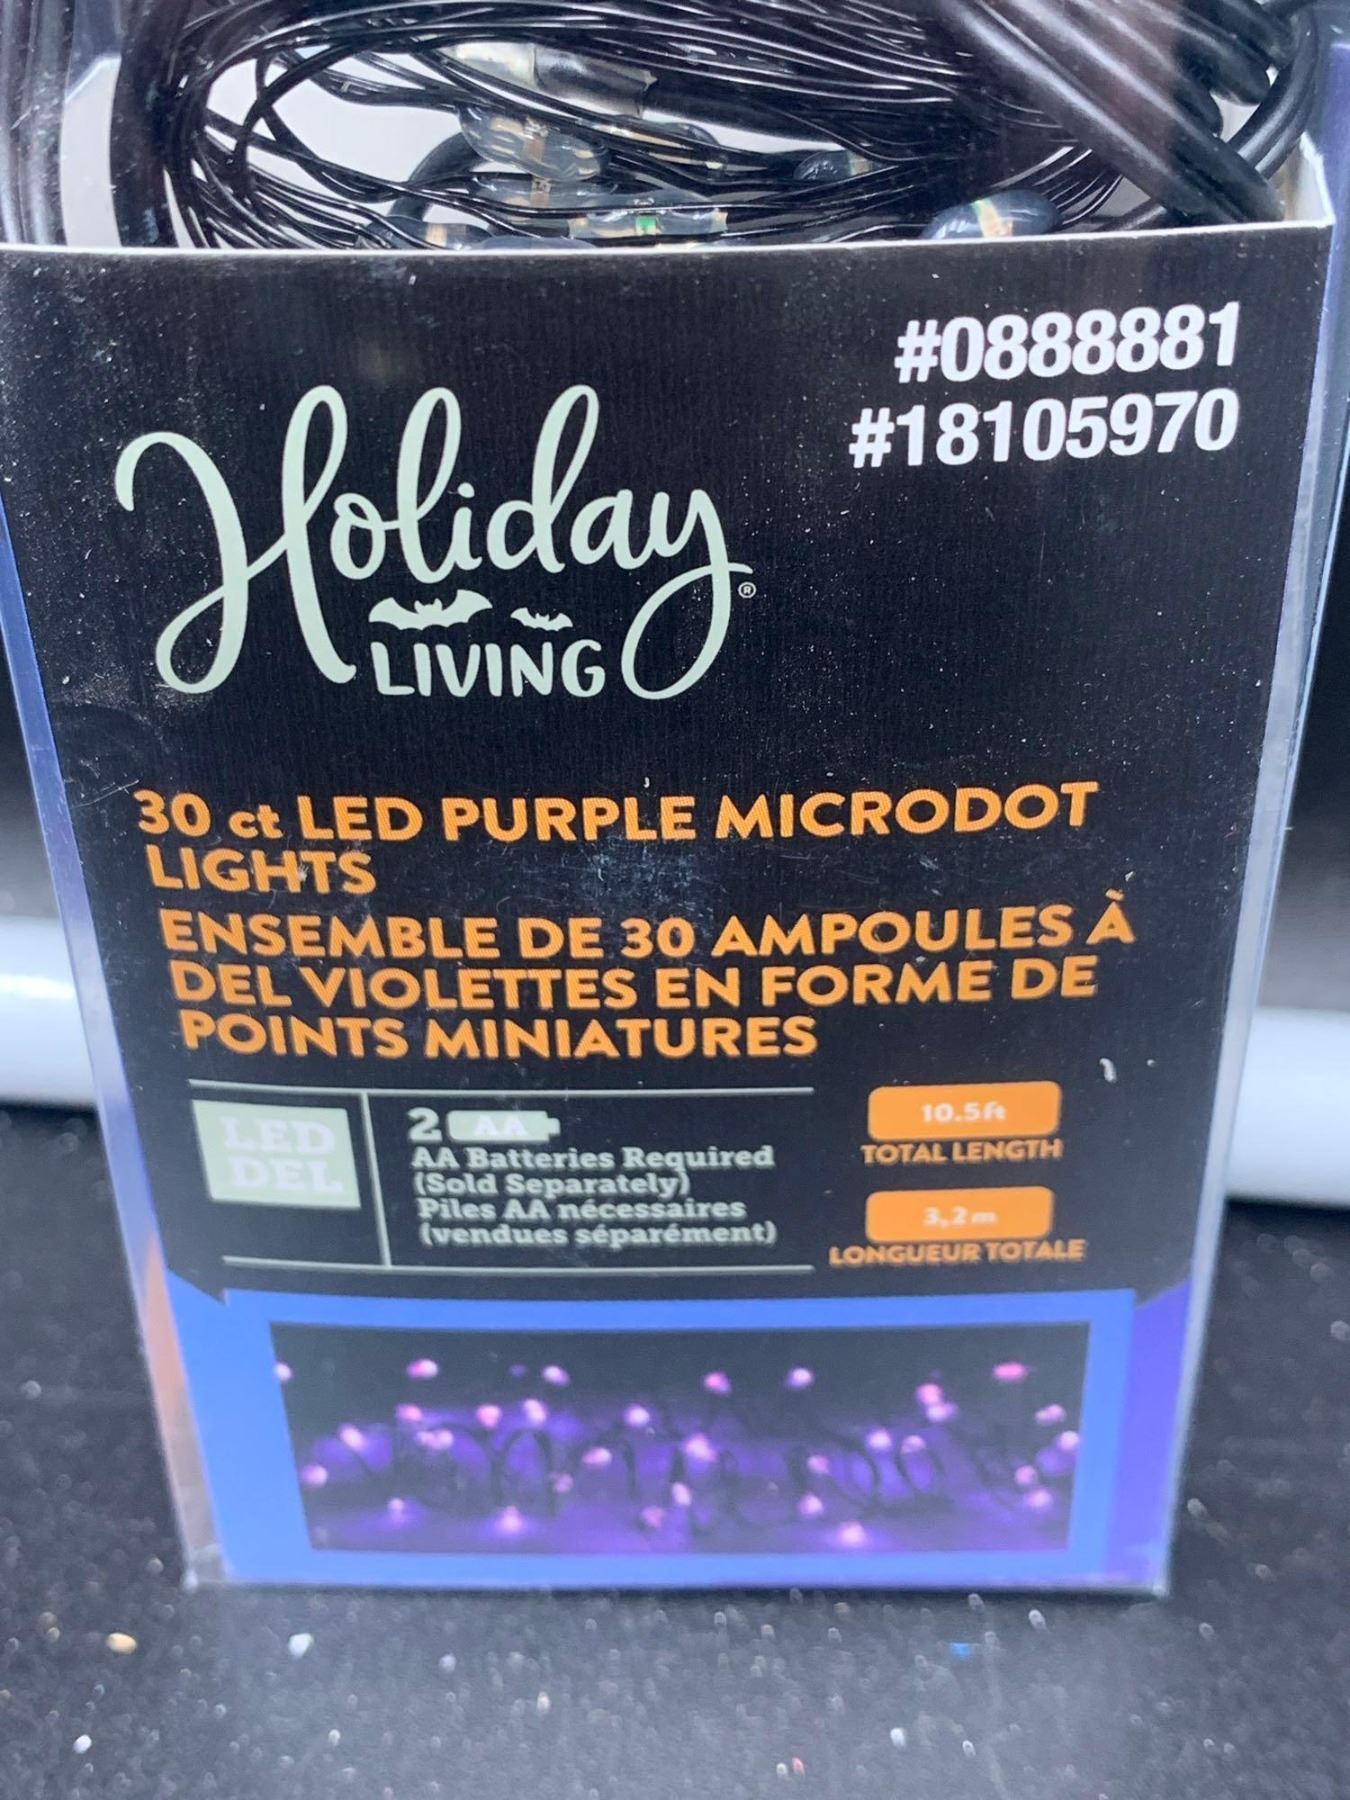 #0888881
#18105970
Holiday
LIVING
®
30 ct LED PURPLE MICRODOT
LIGHTS
ENSEMBLE DE 30 AMPOULES À
DEL VIOLETTES EN FORME DE
POINTS MINIATURES
LED
DEL
2 AA
AA Batteries Required
(Sold Separately)
Piles AA nécessaires
(vendues séparément)
10.5ft
TOTAL LENGTH
3,2 m
LONGUEUR TOTALE